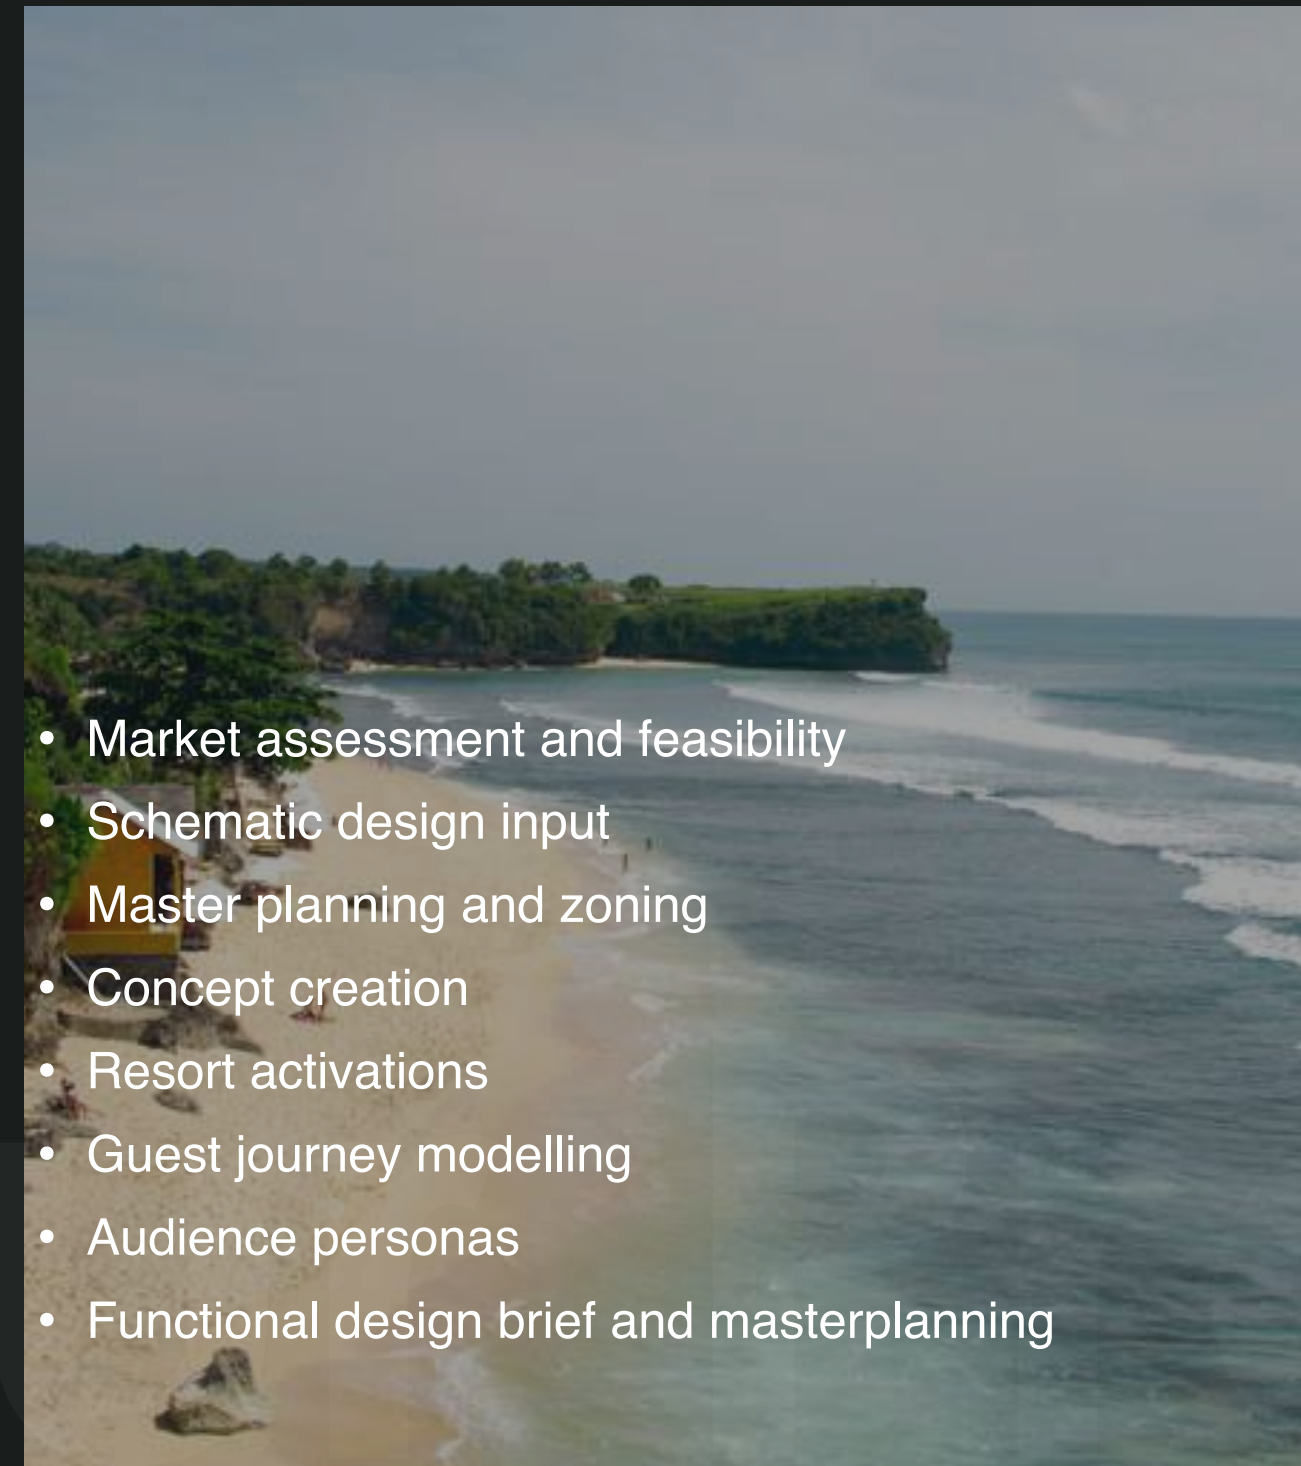 • Market assessment and feasibility
• Schematic design input
• Master planning and zoning
• Concept creation
• Resort activations
• Guest journey modelling
• Audience personas
• Functional design brief and masterplanning